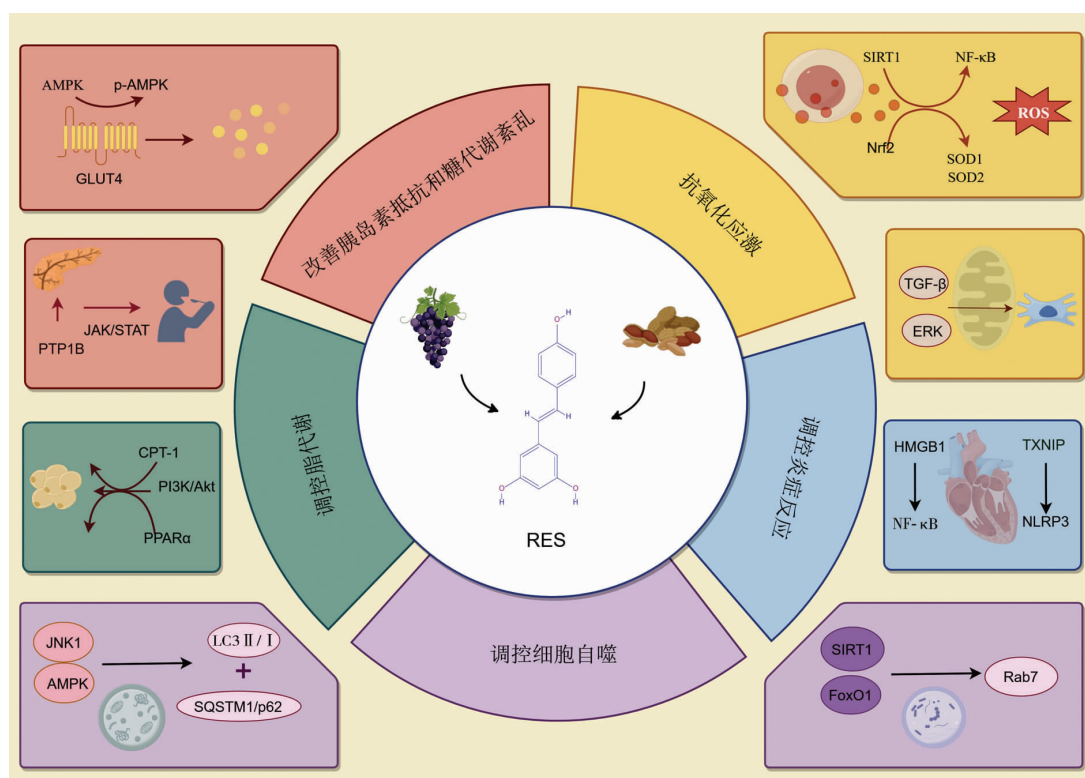 AMPK
p-AMPK
GLUT4
PTP1B
JAK/STAT
CPT-1
PI3K/Akt
PPARα
JNK1
AMPK
LC3 Ⅱ / Ⅰ
+
SQSTM1/p62
改善胰岛素抵抗和糖代谢紊乱
抗氧化应激
调控脂代谢
调控炎症反应
调控细胞自噬
H
O
H
H
O
H
O
H
RES
SIRT1
NF-κB
ROS
Nrf2
SOD1
SOD2
TGF-β
ERK
HMGB1
TXNIP
NF- κB
NLRP3
SIRT1
FoxO1
Rab7